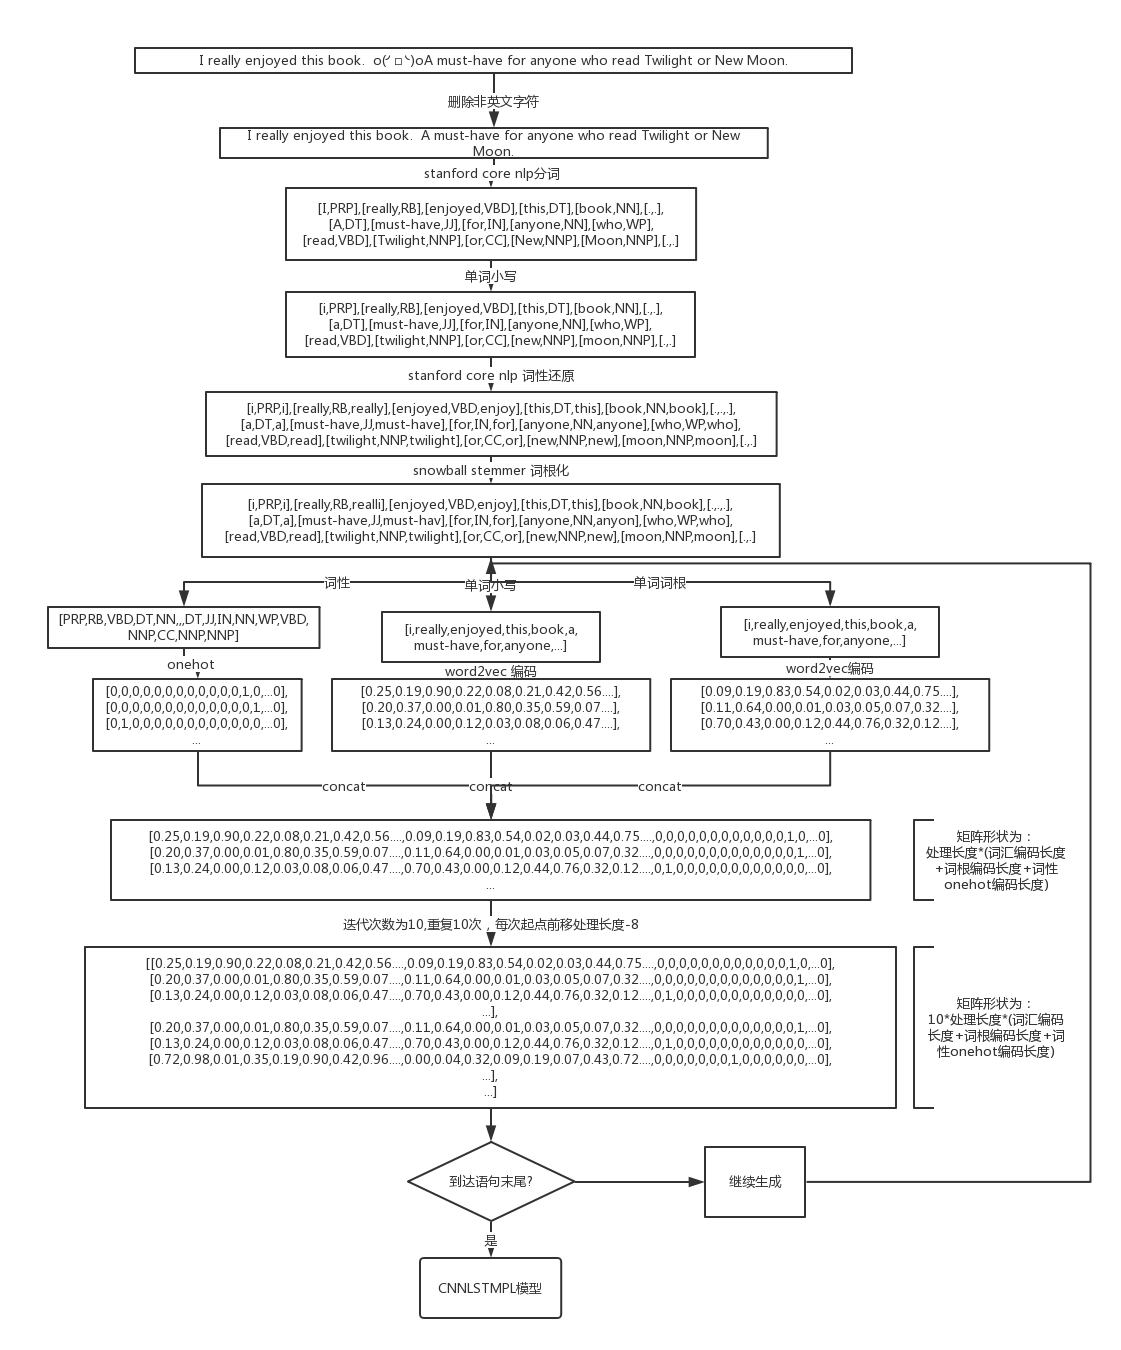 I really enjoyed this book.  o(╯□╰)oA must-have for anyone who read Twilight or New Moon.
删除非英文字符
I really enjoyed this book.  A must-have for anyone who read Twilight or New
Moon.
stanford core nlp分词
[I,PRP],[really,RB],[enjoyed,VBD],[this,DT],[book,NN],[.,.],
[A,DT],[must-have,JJ],[for,IN],[anyone,NN],[who,WP],
[read,VBD],[Twilight,NNP],[or,CC],[New,NNP],[Moon,NNP],[.,.]
单词小写
[i,PRP],[really,RB],[enjoyed,VBD],[this,DT],[book,NN],[.,.],
[a,DT],[must-have,JJ],[for,IN],[anyone,NN],[who,WP],
[read,VBD],[twilight,NNP],[or,CC],[new,NNP],[moon,NNP],[.,.]
stanford core nlp 词性还原
[i,PRP,i],[really,RB,really],[enjoyed,VBD,enjoy],[this,DT,this],[book,NN,book],[.,.,.],
[a,DT,a],[must-have,JJ,must-have],[for,IN,for],[anyone,NN,anyone],[who,WP,who],
[read,VBD,read],[twilight,NNP,twilight],[or,CC,or],[new,NNP,new],[moon,NNP,moon],[.,.]
snowball stemmer 词根化
[i,PRP,i],[really,RB,realli],[enjoyed,VBD,enjoy],[this,DT,this],[book,NN,book],[.,.,.],
[a,DT,a],[must-have,JJ,must-hav],[for,IN,for],[anyone,NN,anyon],[who,WP,who],
[read,VBD,read],[twilight,NNP,twilight],[or,CC,or],[new,NNP,new],[moon,NNP,moon],[.,.]
词性
单词小写
单词词根
[PRP,RB,VBD,DT,NN,,,DT,JJ,IN,NN,WP,VBD,
NNP,CC,NNP,NNP]
[i,really,enjoyed,this,book,a,
must-have,for,anyone,...]
[i,really,enjoyed,this,book,a,
must-have,for,anyone,...]
onehot
word2vec 编码
word2vec编码
[0,0,0,0,0,0,0,0,0,0,0,0,1,0,...0],
[0,0,0,0,0,0,0,0,0,0,0,0,0,1,...0],
[0,1,0,0,0,0,0,0,0,0,0,0,0,0,...0],
...
[0.25,0.19,0.90,0.22,0.08,0.21,0.42,0.56....],
[0.20,0.37,0.00,0.01,0.80,0.35,0.59,0.07....],
[0.13,0.24,0.00,0.12,0.03,0.08,0.06,0.47....],
...
[0.09,0.19,0.83,0.54,0.02,0.03,0.44,0.75....],
[0.11,0.64,0.00,0.01,0.03,0.05,0.07,0.32....],
[0.70,0.43,0.00,0.12,0.44,0.76,0.32,0.12....],
...
concat
concat
concat
[0.25,0.19,0.90,0.22,0.08,0.21,0.42,0.56....,0.09,0.19,0.83,0.54,0.02,0.03,0.44,0.75....,0,0,0,0,0,0,0,0,0,0,0,0,1,0,...0],
[0.20,0.37,0.00,0.01,0.80,0.35,0.59,0.07....,0.11,0.64,0.00,0.01,0.03,0.05,0.07,0.32....,0,0,0,0,0,0,0,0,0,0,0,0,0,1,...0],
[0.13,0.24,0.00,0.12,0.03,0.08,0.06,0.47....,0.70,0.43,0.00,0.12,0.44,0.76,0.32,0.12....,0,1,0,0,0,0,0,0,0,0,0,0,0,0,...0],
...
矩阵形状为：
处理长度*(词汇编码长度
+词根编码长度+词性
onehot编码长度)
迭代次数为10,重复10次，每次起点前移处理长度-8
[[0.25,0.19,0.90,0.22,0.08,0.21,0.42,0.56....,0.09,0.19,0.83,0.54,0.02,0.03,0.44,0.75....,0,0,0,0,0,0,0,0,0,0,0,0,1,0,...0],
[0.20,0.37,0.00,0.01,0.80,0.35,0.59,0.07....,0.11,0.64,0.00,0.01,0.03,0.05,0.07,0.32....,0,0,0,0,0,0,0,0,0,0,0,0,0,1,...0],
[0.13,0.24,0.00,0.12,0.03,0.08,0.06,0.47....,0.70,0.43,0.00,0.12,0.44,0.76,0.32,0.12....,0,1,0,0,0,0,0,0,0,0,0,0,0,0,...0],
...],
[0.20,0.37,0.00,0.01,0.80,0.35,0.59,0.07....,0.11,0.64,0.00,0.01,0.03,0.05,0.07,0.32....,0,0,0,0,0,0,0,0,0,0,0,0,0,1,...0],
[0.13,0.24,0.00,0.12,0.03,0.08,0.06,0.47....,0.70,0.43,0.00,0.12,0.44,0.76,0.32,0.12....,0,1,0,0,0,0,0,0,0,0,0,0,0,0,...0],
[0.72,0.98,0.01,0.35,0.19,0.90,0.42,0.96....,0.00,0.04,0.32,0.09,0.19,0.07,0.43,0.72....,0,0,0,0,0,0,0,1,0,0,0,0,0,0,...0],
...],
...]
矩阵形状为：
10*处理长度*(词汇编码
长度+词根编码长度+词
性onehot编码长度)
到达语句末尾?
继续生成
是
CNNLSTMPL模型